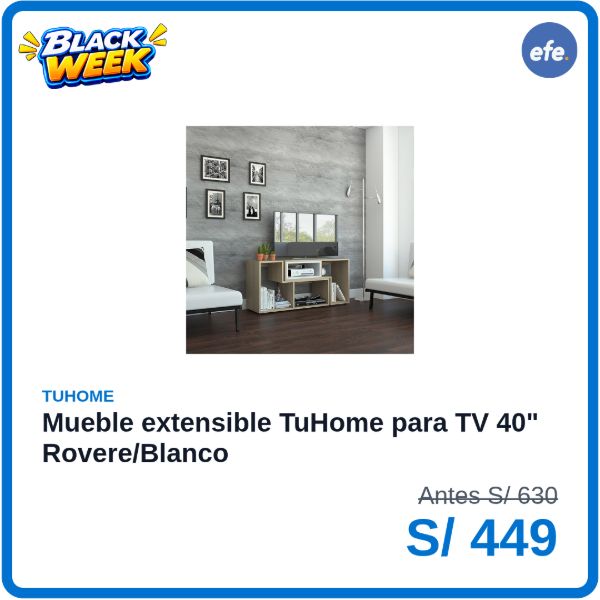 BLACK
WEEK
efe.
TUHOME
Mueble extensible TuHome para TV 40"
Rovere/Blanco
Antes S/ 630
S/ 449